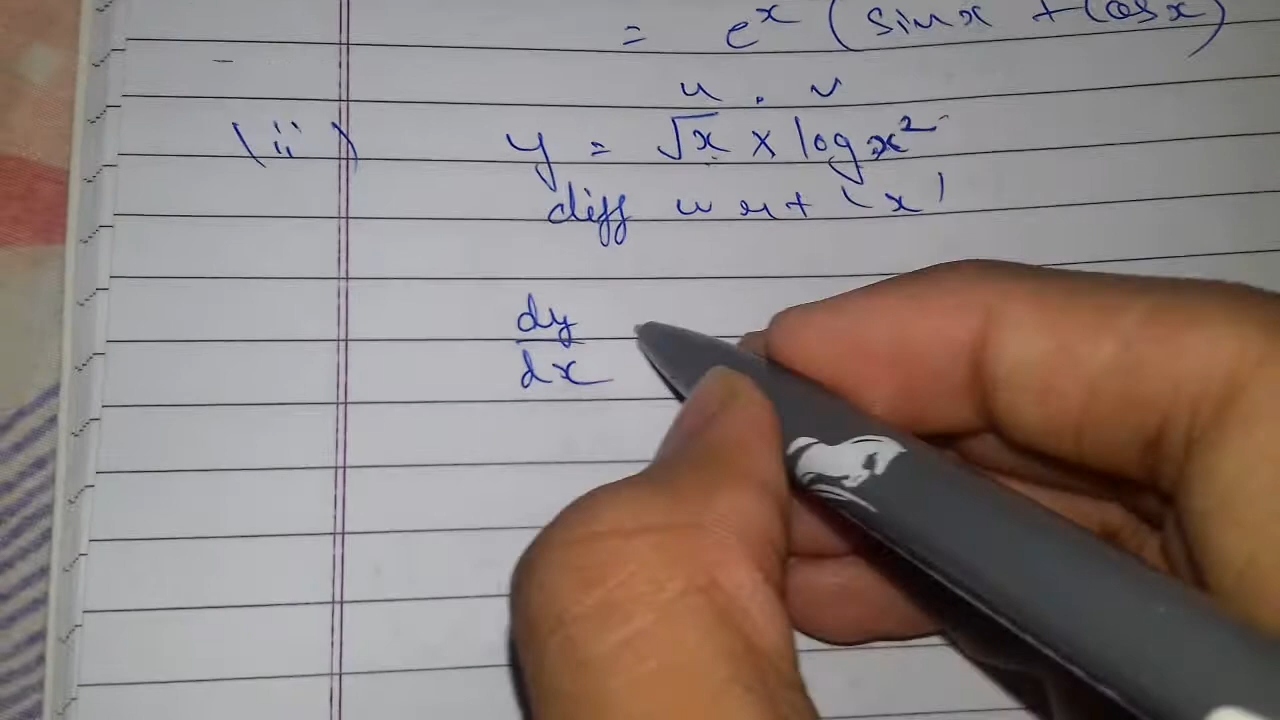 = e^x (sin x + cos x)
u . v
(ii) y = √x × log x²
diff w r t 'x'
dy/dx